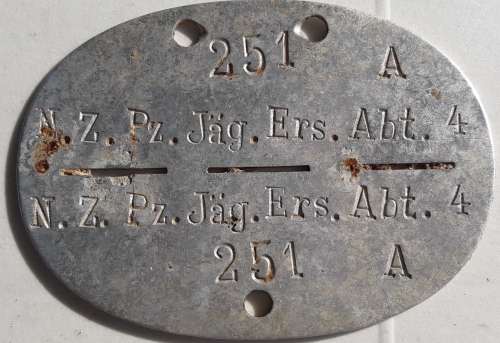 251 A
N.Z. Pz. Jäg. Ers. Abt. 4
N.Z. Pz. Jäg. Ers. Abt. 4
251 A